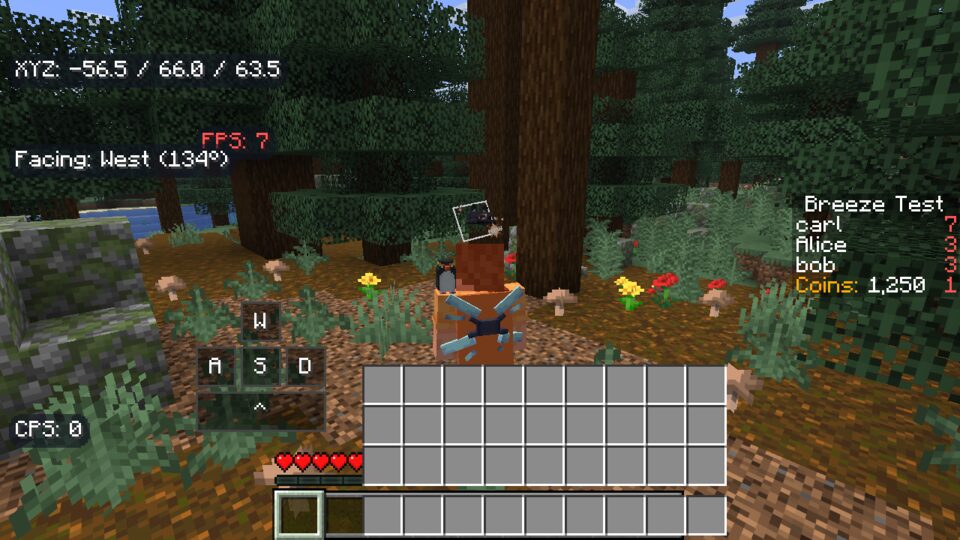 XYZ: -56.5 / 66.0 / 63.5
FPS: 7
Facing: West (134º)
Breeze Test
carl 7
Alice 3
bob 3
Coins: 1,250 1
W
A S D
^
CPS: 0